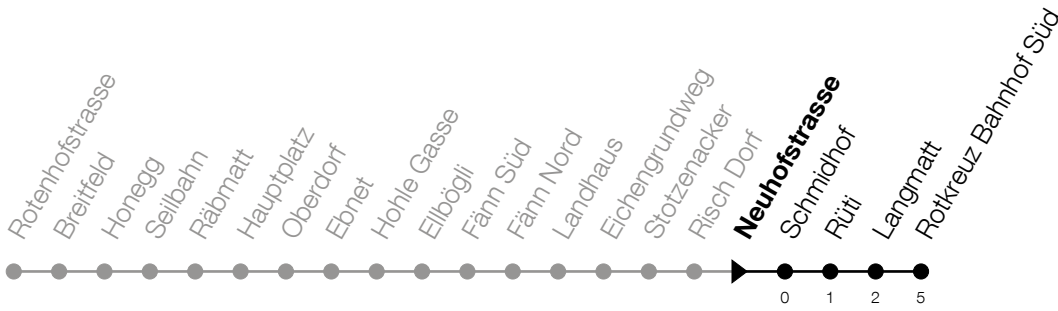 Rotenhofstrasse
Breitfeld
Honegg
Seilbahn
Räbmatt
Hauptplatz
Oberdorf
Ebnet
Hohle Gasse
Ellbögli
Fänn Süd
Fänn Nord
Landhaus
Eichengrundweg
Stotzenacker
Risch Dorf
Neuhofstrasse
Schmidhof
Rüti
Langmatt
Rotkreuz Bahnhof Süd
0 1 2 5